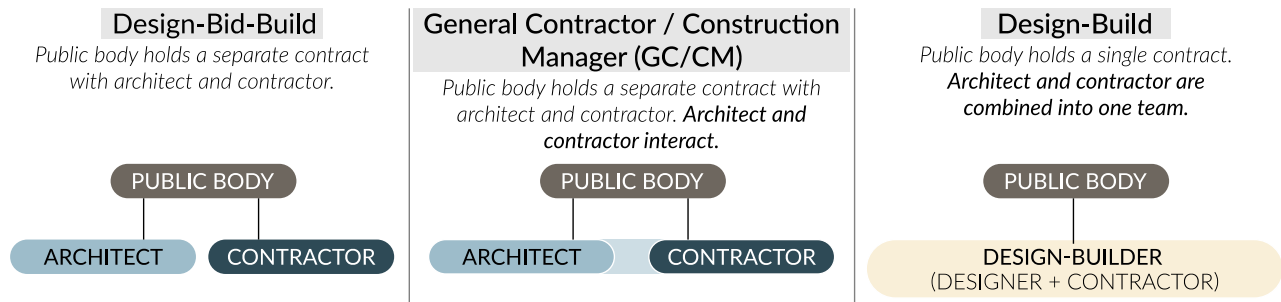 Design-Bid-Build
Public body holds a separate contract
with architect and contractor.
PUBLIC BODY
ARCHITECT
CONTRACTOR
General Contractor / Construction
Manager (GC/CM)
Public body holds a separate contract with
architect and contractor. Architect and
contractor interact.
PUBLIC BODY
ARCHITECT
CONTRACTOR
Design-Build
Public body holds a single contract.
Architect and contractor are
combined into one team.
PUBLIC BODY
DESIGN-BUILDER
(DESIGNER + CONTRACTOR)